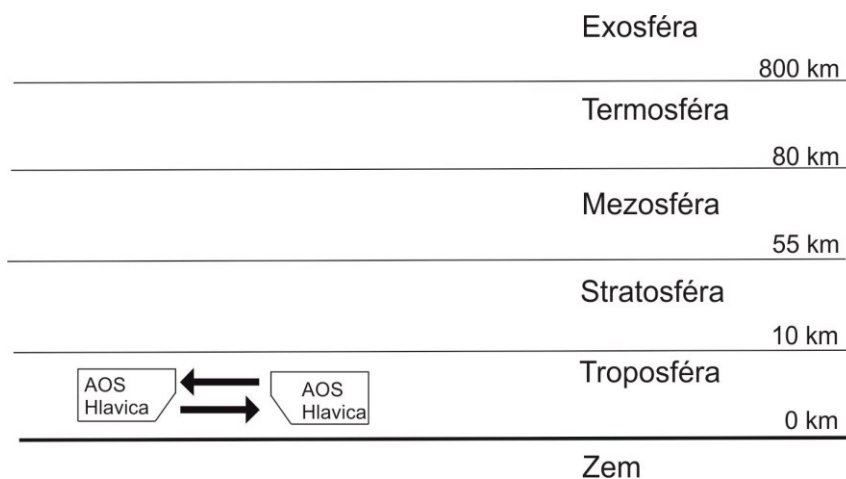 Exosféra
800 km
Termosféra
80 km
Mezosféra
55 km
Stratosféra
10 km
Troposféra
AOS
Hlavica
AOS
Hlavica
0 km
Zem